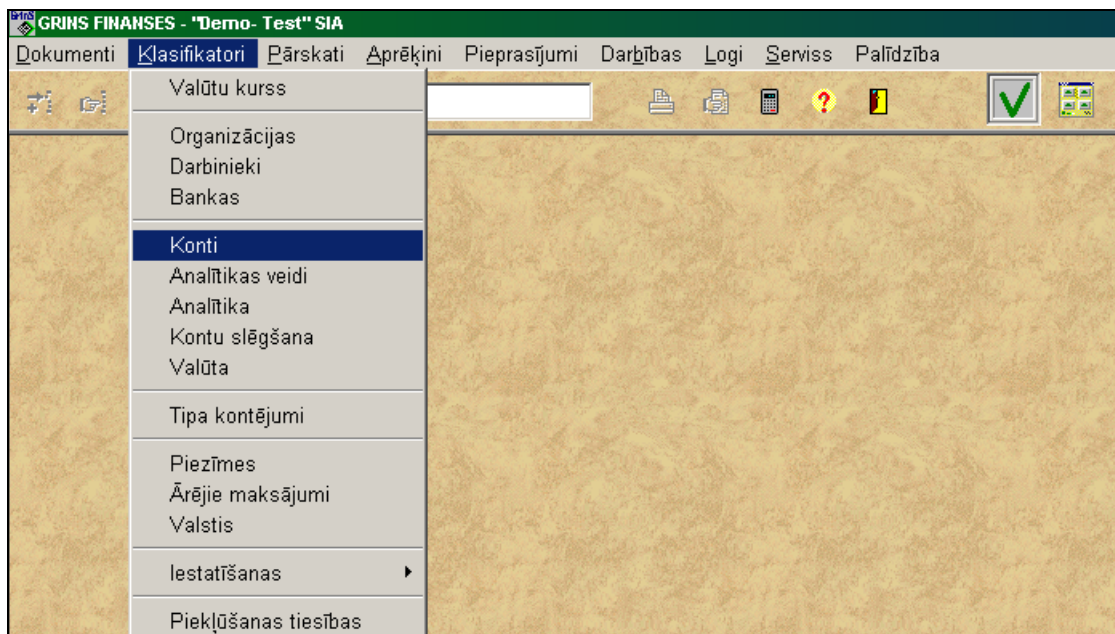 GRINS FINANSES - "Demo- Test" SIA
Dokumenti Klasifikatori Pārskati Aprēķini Pieprasījumi Darbības Logi Serviss Palīdzība
Valūtu kurss
Organizācijas
Darbinieki
Bankas
Konti
Analītikas veidi
Analītika
Kontu slēgšana
Valūta
Tipa kontējumi
Piezīmes
Ārējie maksājumi
Valstis
Iestatīšanas
Piekļūšanas tiesības